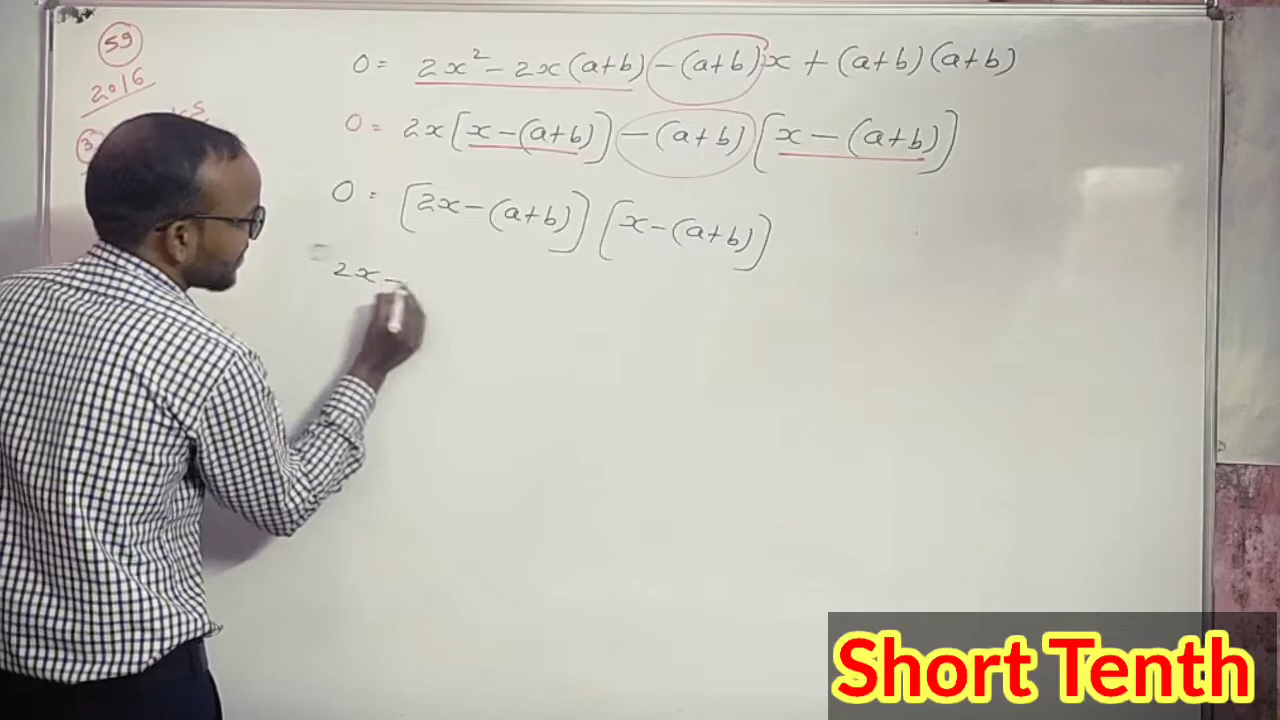 59
2016
0 = 2x² - 2x(a+b) - (a+b)x + (a+b)(a+b)
0 = 2x[x-(a+b)] - (a+b)[x - (a+b)]
0 = [2x-(a+b)][x-(a+b)]
2x -
Short Tenth